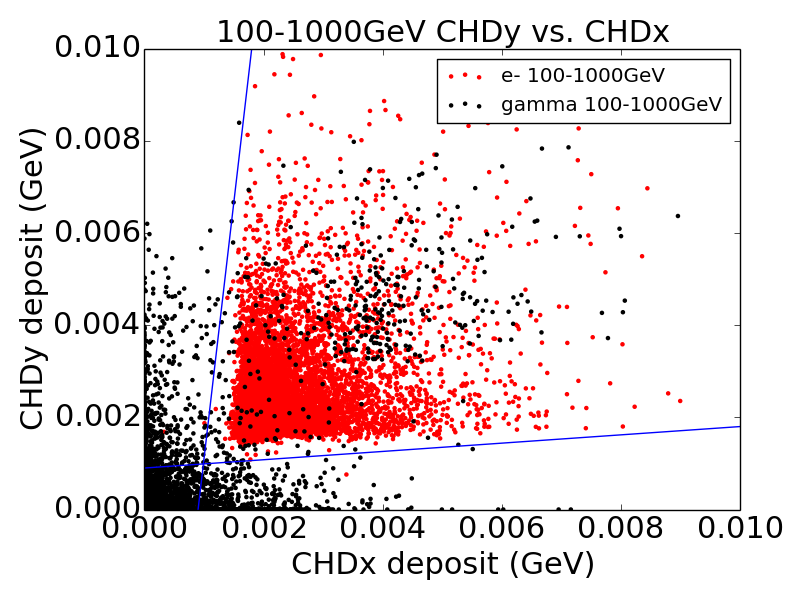 100-1000GeV CHDy vs. CHDx
e- 100-1000GeV
gamma 100-1000GeV
CHDy deposit (GeV)
0.010
0.008
0.006
0.004
0.002
0.000
0.000 0.002 0.004 0.006 0.008 0.010
CHDx deposit (GeV)